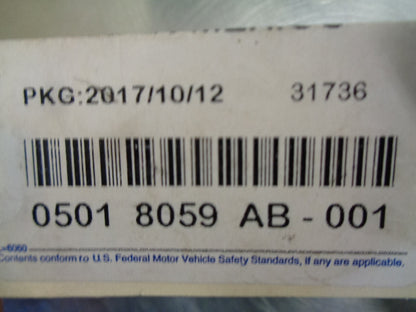 PKG:2017/10/12 31736
0501 8059 AB - 001
Contents conform to U.S. Federal Motor Vehicle Safety Standards, if any are applicable.